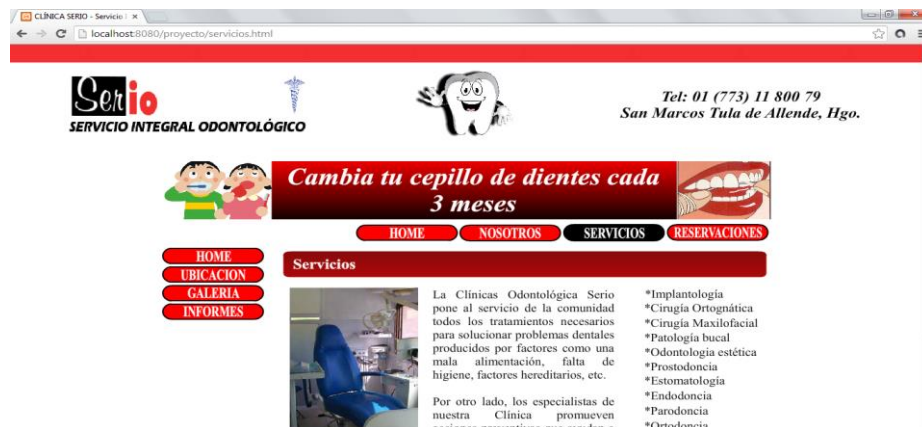 CLÍNICA SERIO - Servicio
localhost:8080/proyecto/servicios.html
Serio
SERVICIO INTEGRAL ODONTOLÓGICO
Tel: 01 (773) 11 800 79
San Marcos Tula de Allende, Hgo.
Cambia tu cepillo de dientes cada
3 meses
HOME NOSOTROS SERVICIOS RESERVACIONES
HOME
UBICACION
GALERIA
INFORMES
Servicios
La Clínicas Odontológica Serio
pone al servicio de la comunidad
todos los tratamientos necesarios
para solucionar problemas dentales
producidos por factores como una
mala alimentación, falta de
higiene, factores hereditarios, etc.
Por otro lado, los especialistas de
nuestra Clínica promueven
*Implantología
*Cirugía Ortognática
*Cirugía Maxilofacial
*Patología bucal
*Odontologia estética
*Prostodoncia
*Estomatología
*Endodoncia
*Parodoncia
*Ortodoncia